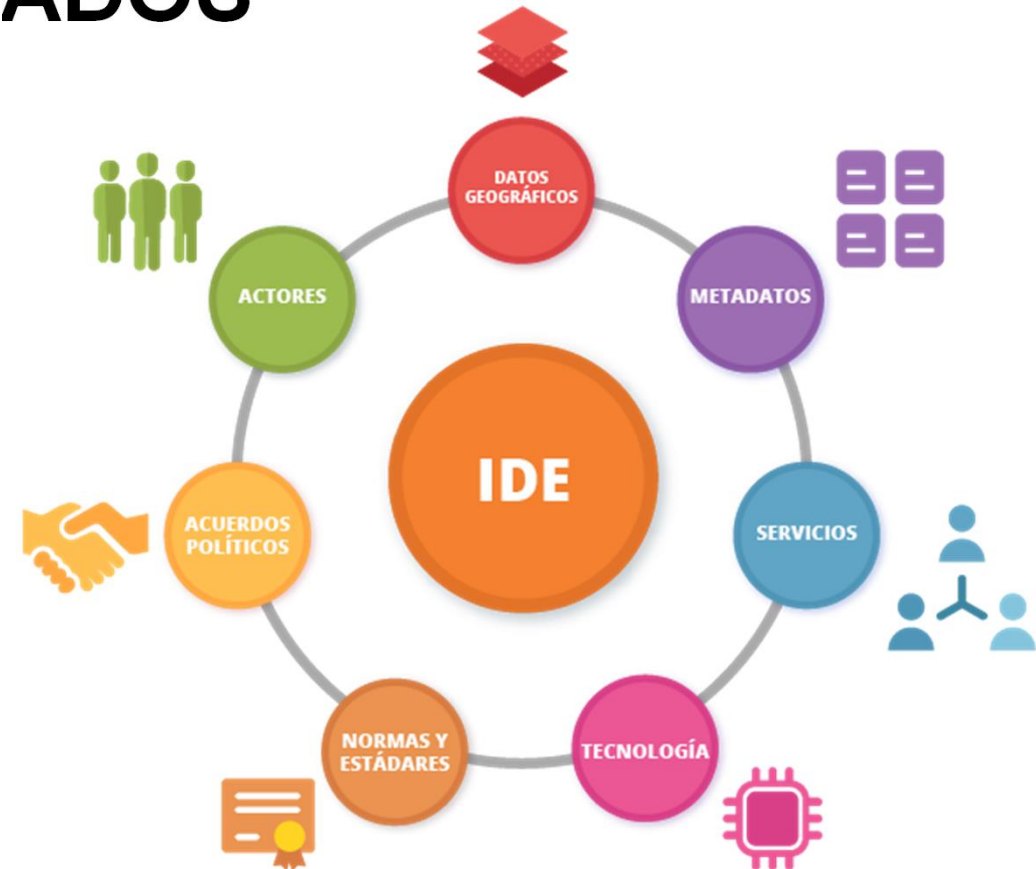 ADOS
DATOS
GEOGRÁFICOS
ACTORES
METADATOS
IDE
ACUERDOS
POLÍTICOS
SERVICIOS
NORMAS Y
ESTÁDARES
TECNOLOGÍA